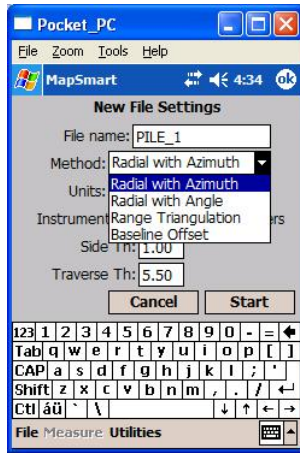 Pocket_PC
File Zoom Tools Help
MapSmart 4:34 ok
New File Settings
File name: PILE_1
Method: Radial with Azimuth
Units: Radial with Azimuth
Radial with Angle
Instrument Range Triangulation ers
Baseline Offset
Side Th: 1.00
Traverse Th: 5.50
Cancel Start
123 1 2 3 4 5 6 7 8 9 0 - =
Tab q w e r t y u i o p [ ]
CAP a s d f g h j k l ; '
Shift z x c v b n m , . /
Ctl áü ` \
File Measure Utilities